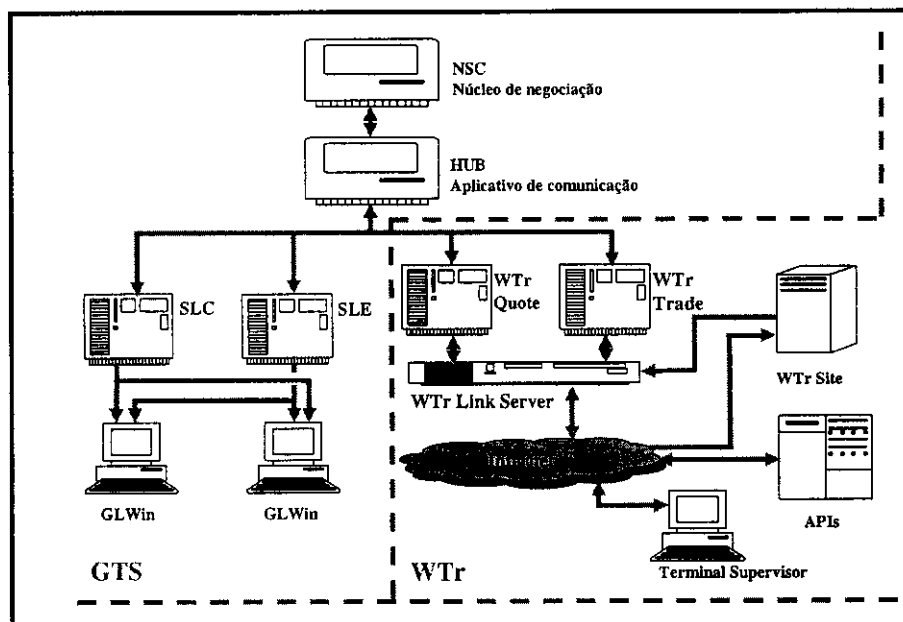 NSC
Núcleo de negociação
HUB
Aplicativo de comunicação
SLC
SLE
WTr
Quote
WTr
Trade
WTr Site
WTr Link Server
GLWin
GLWin
APIs
Terminal Supervisor
GTS
WTr